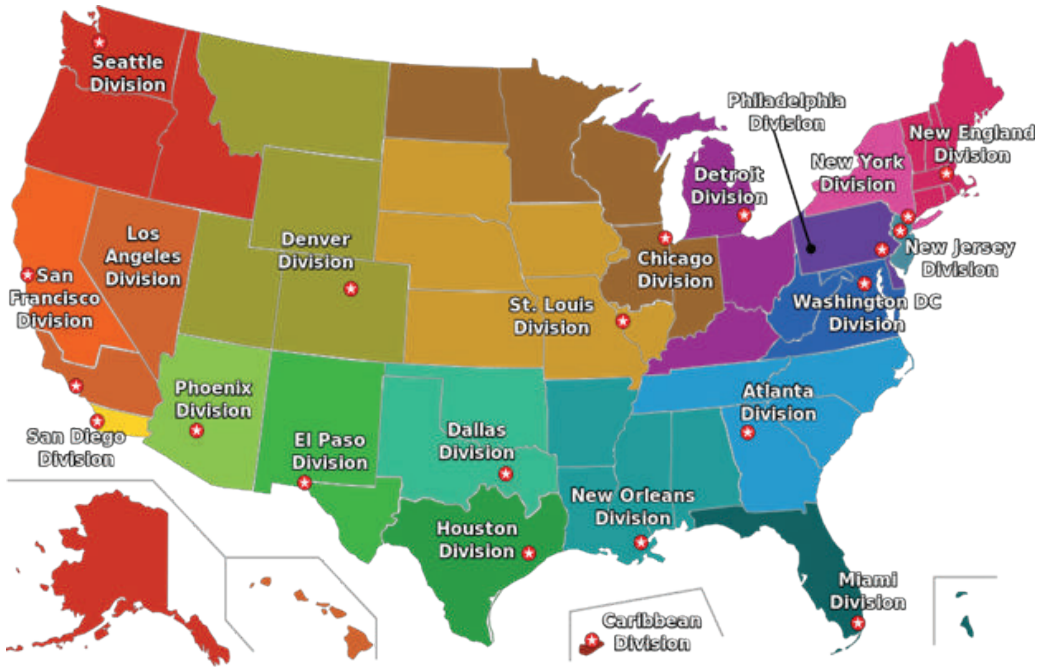 Seattle
Division
Philadelphia
Division
New England
Division
New York
Division
Detroit
Division
Los
Angeles
Division
Denver
Division
Chicago
Division
New Jersey
Division
San
Francisco
Division
St. Louis
Division
Washington DC
Division
Phoenix
Division
Atlanta
Division
San Diego
Division
El Paso
Division
Dallas
Division
New Orleans
Division
Houston
Division
Miami
Division
Caribbean
Division